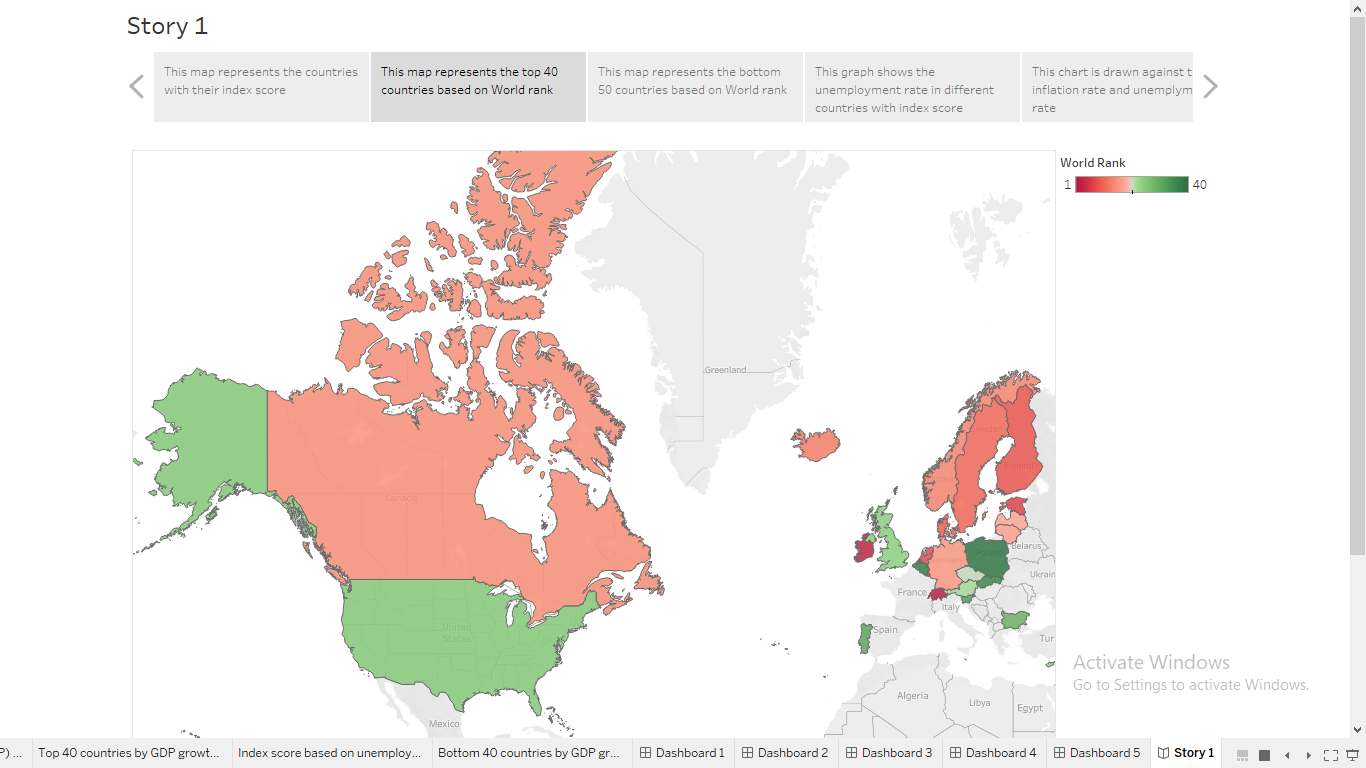 Story 1
This map represents the countries
with their index score
This map represents the top 40
countries based on World rank
This map represents the bottom
50 countries based on World rank
This graph shows the
unemployment rate in different
countries with index score
This chart is drawn against t
inflation rate and unemploym
rate
World Rank
1
40
Greenland
Canada
United
States
Mexico
Poland
Belarus
Ukrain
France
Italy
Spain
Tur
Algeria
Libya
Egypt
Activate Windows
Go to Settings to activate Windows.
P) ...
Top 40 countries by GDP growt...
Index score based on unemploy...
Bottom 40 countries by GDP gr...
Dashboard 1
Dashboard 2
Dashboard 3
Dashboard 4
Dashboard 5
Story 1